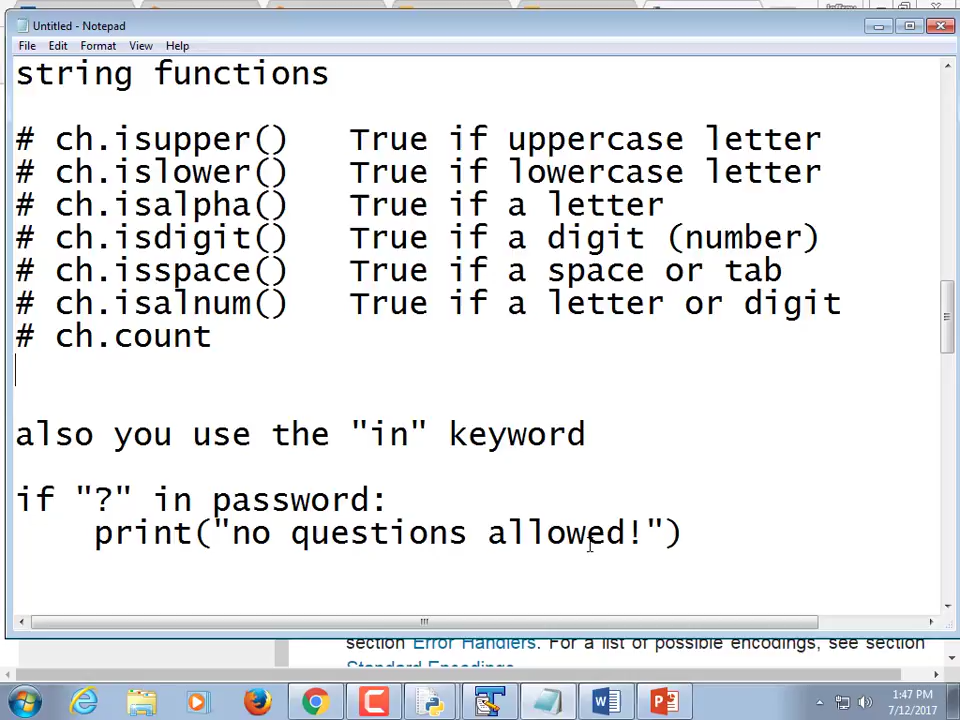 Untitled - Notepad
File Edit Format View Help
string functions
# ch.isupper() True if uppercase letter
# ch.islower() True if lowercase letter
# ch.isalpha() True if a letter
# ch.isdigit() True if a digit (number)
# ch.isspace() True if a space or tab
# ch.isalnum() True if a letter or digit
# ch.count
also you use the "in" keyword
if "?" in password:
print("no questions allowed!")
section Error Handlers. For a list of possible encodings, see section
Standard Encodings
1:47 PM
7/12/2017